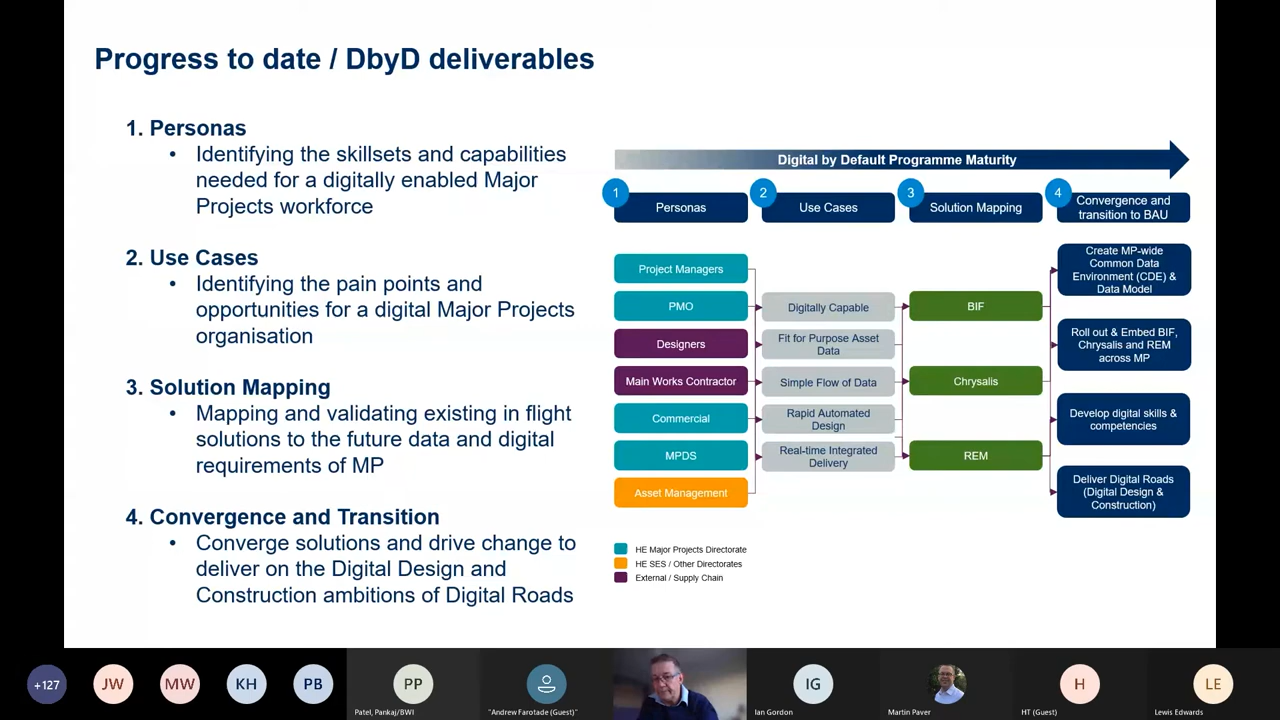 Progress to date / DbyD deliverables
1. Personas
• Identifying the skillsets and capabilities
needed for a digitally enabled Major
Projects workforce
2. Use Cases
• Identifying the pain points and
opportunities for a digital Major Projects
organisation
3. Solution Mapping
• Mapping and validating existing in flight
solutions to the future data and digital
requirements of MP
4. Convergence and Transition
• Converge solutions and drive change to
deliver on the Digital Design and
Construction ambitions of Digital Roads
Digital by Default Programme Maturity
1
Personas
2
Use Cases
3
Solution Mapping
4
Convergence and
transition to BAU
Project Managers
PMO
Designers
Main Works Contractor
Commercial
MPDS
Asset Management
Digitally Capable
Fit for Purpose Asset
Data
Simple Flow of Data
Rapid Automated
Design
Real-time Integrated
Delivery
BIF
Chrysalis
REM
Create MP-wide
Common Data
Environment (CDE) &
Data Model
Roll out & Embed BIF,
Chrysalis and REM
across MP
Develop digital skills &
competencies
Deliver Digital Roads
(Digital Design &
Construction)
HE Major Projects Directorate
HE SES / Other Directorates
External / Supply Chain
+127
JW
MW
KH
PB
PP
Patel, Pankaj/BWI
"Andrew Farotade (Guest)"
IG
Ian Gordon
Martin Paver
H
HT (Guest)
LE
Lewis Edwards